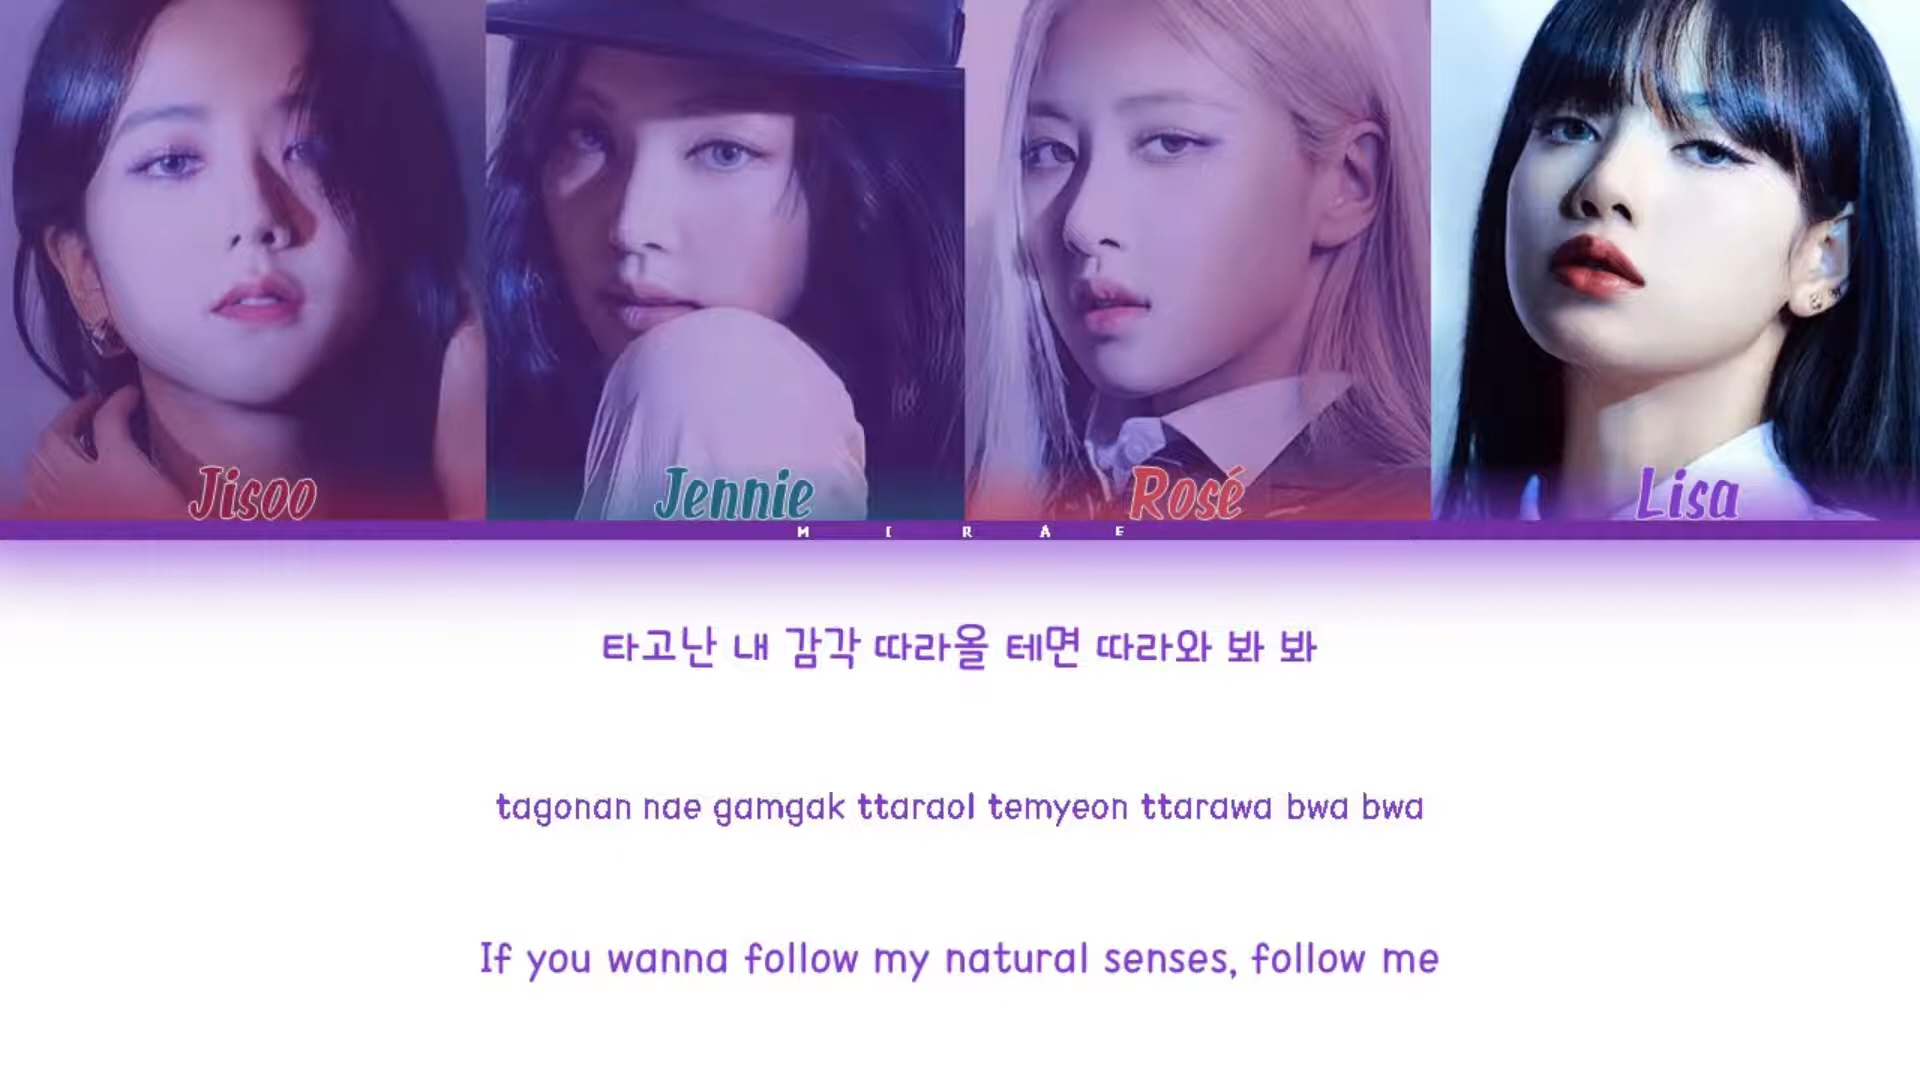 Jisoo Jennie Rosé Lisa
M I R A E
타고난 내 감각 따라올 테면 따라와 봐 봐
tagonan nae gamgak ttaraol temyeon ttarawa bwa bwa
If you wanna follow my natural senses, follow me